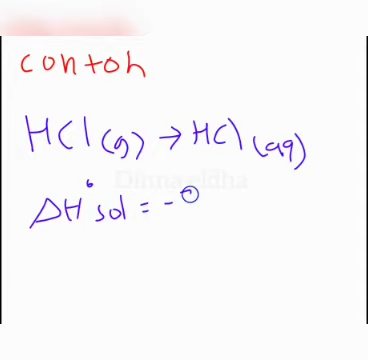 contoh
HCl(g) → HCl(aq)
ΔH° sol = -